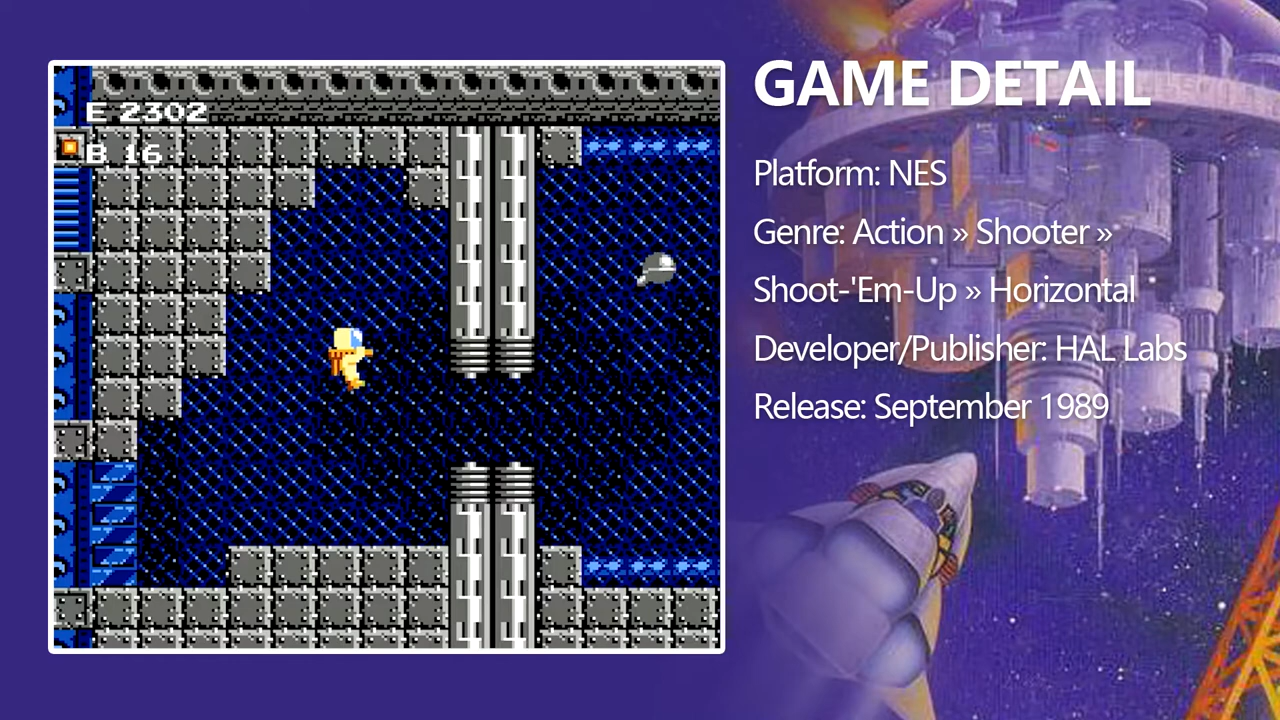 E 2302
B 16
GAME DETAIL
Platform: NES
Genre: Action » Shooter »
Shoot-'Em-Up » Horizontal
Developer/Publisher: HAL Labs
Release: September 1989